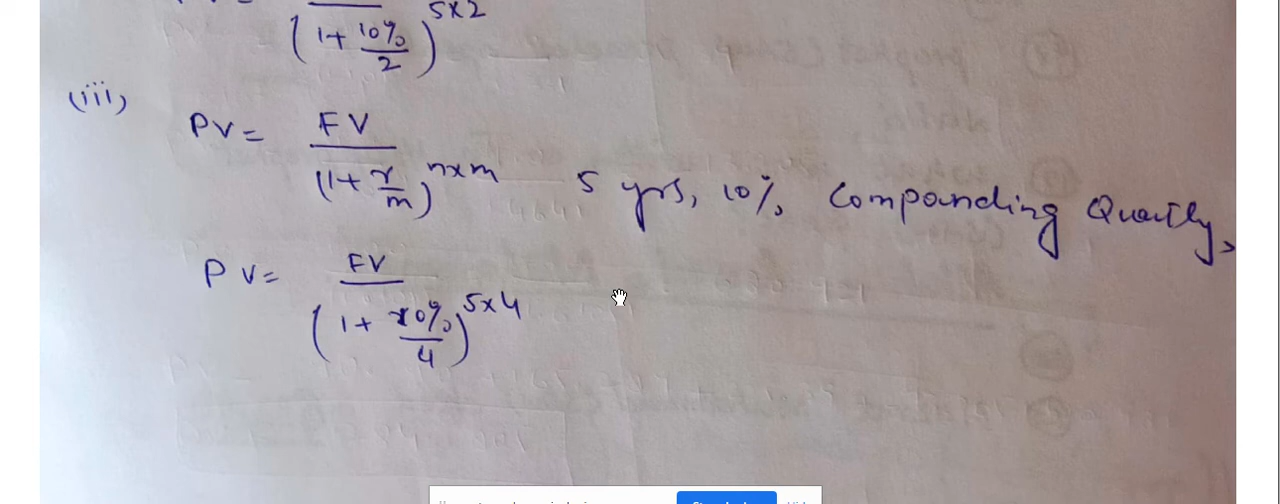 (1+ 10%/2)^5x2
(iii)
PV= FV/(1+ r/m)^nxm 5 yrs, 10% Compounding Quartly,
PV= FV/(1+ 10%/4)^5x4